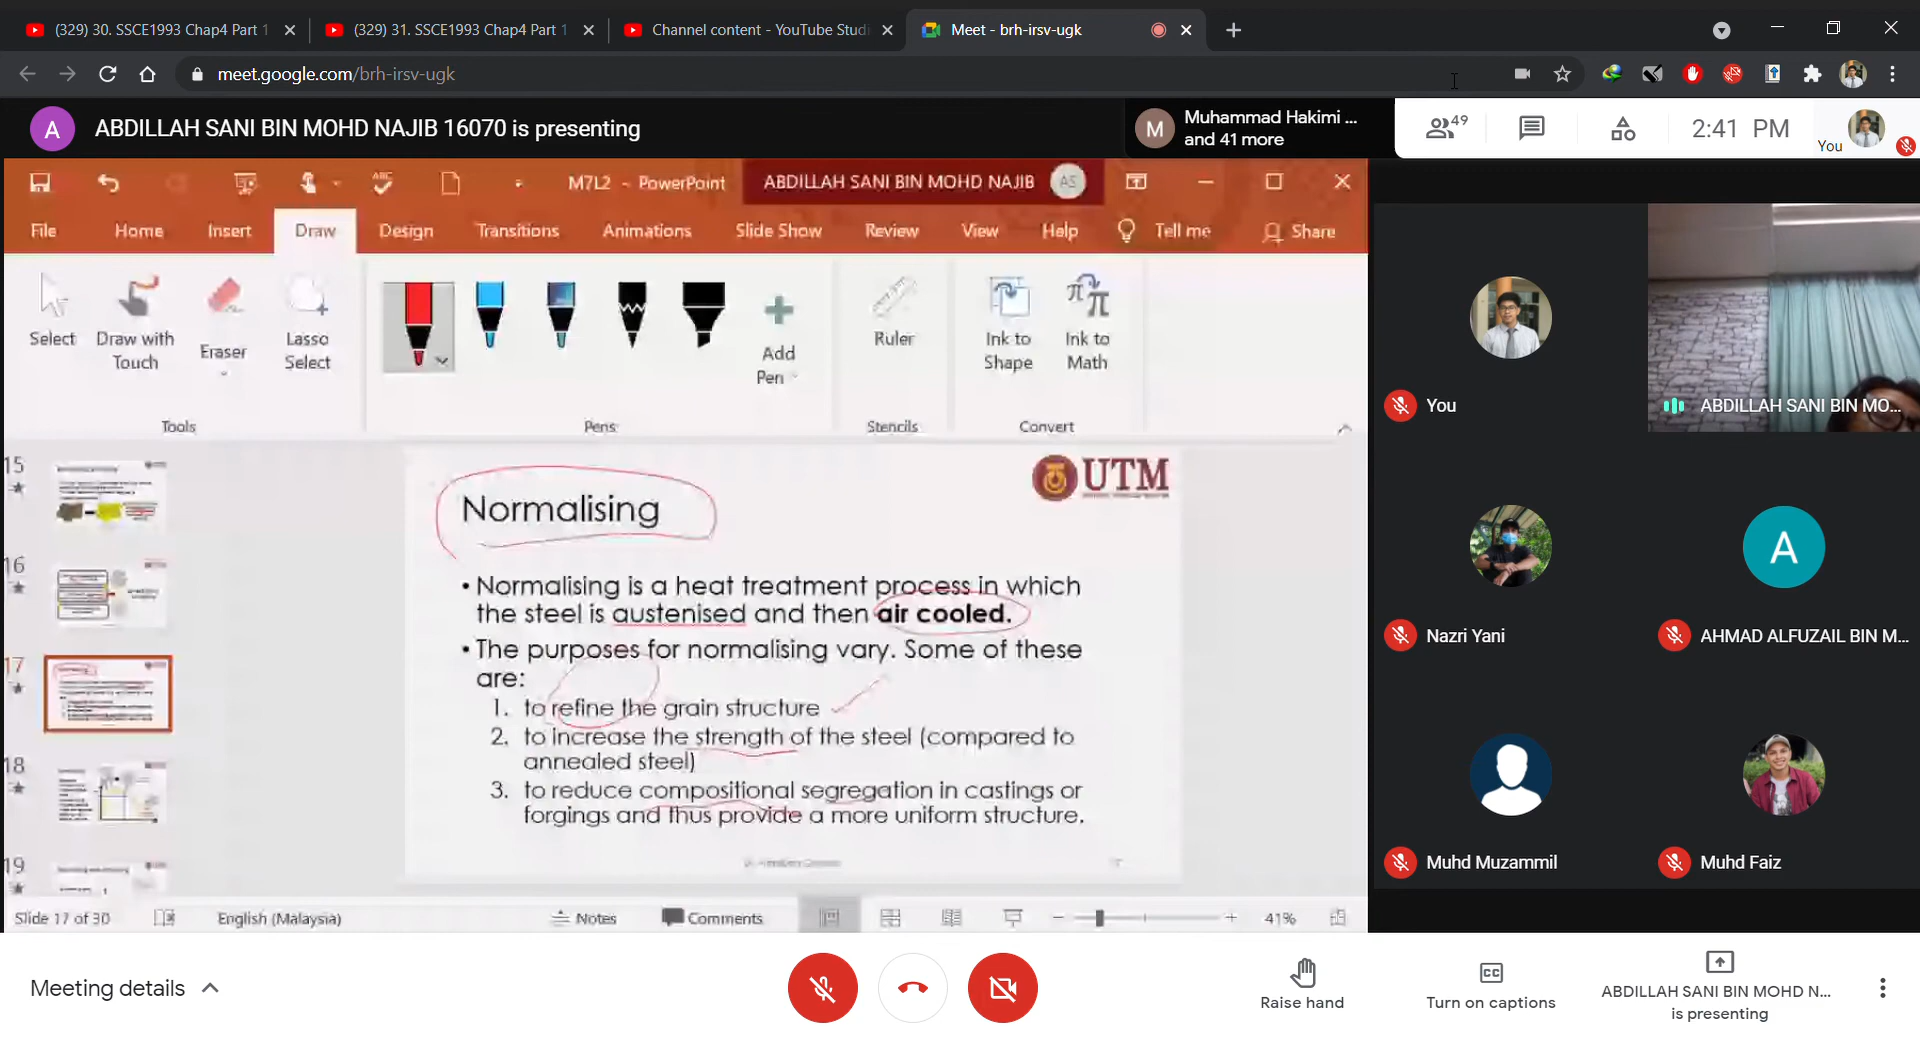 (329) 30. SSCE1993 Chap4 Part 1
(329) 31. SSCE1993 Chap4 Part 1
Channel content - YouTube Studi
Meet - brh-irsv-ugk
meet.google.com/brh-irsv-ugk
A
ABDILLAH SANI BIN MOHD NAJIB 16070 is presenting
M
Muhammad Hakimi ...
and 41 more
49
2:41 PM
You
ABC
M7L2 - PowerPoint
ABDILLAH SANI BIN MOHD NAJIB
AS
File Home Insert Draw Design Transitions Animations Slide Show Review View Help Tell me Share
Select
Draw with
Touch
Eraser
Lasso
Select
Add
Pen
Ruler
Ink to
Shape
Ink to
Math
Tools
Pens
Stencils
Convert
15
16
17
18
19
UTM
Normalising
• Normalising is a heat treatment process in which
the steel is austenised and then air cooled.
• The purposes for normalising vary. Some of these
are:
1. to refine the grain structure
2. to increase the strength of the steel (compared to
annealed steel)
3. to reduce compositional segregation in castings or
forgings and thus provide a more uniform structure.
Slide 17 of 30
English (Malaysia)
Notes
Comments
41%
You
ABDILLAH SANI BIN MO...
Nazri Yani
A
AHMAD ALFUZAIL BIN M...
Muhd Muzammil
Muhd Faiz
Meeting details
Raise hand
CC
Turn on captions
ABDILLAH SANI BIN MOHD N...
is presenting